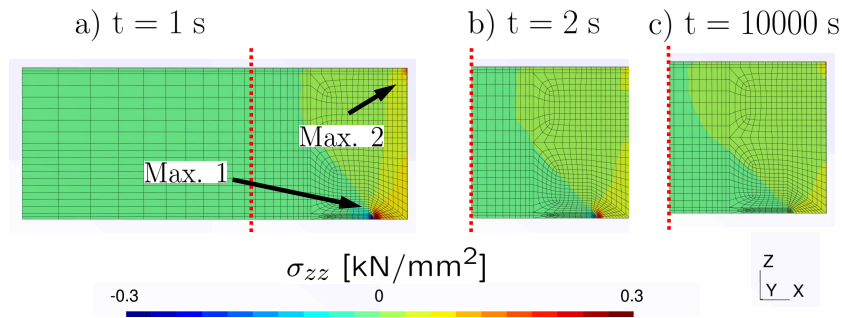 a) t = 1 s
b) t = 2 s
c) t = 10000 s
Max. 2
Max. 1
σzz [kN/mm²]
-0.3 0 0.3
Z
Y X